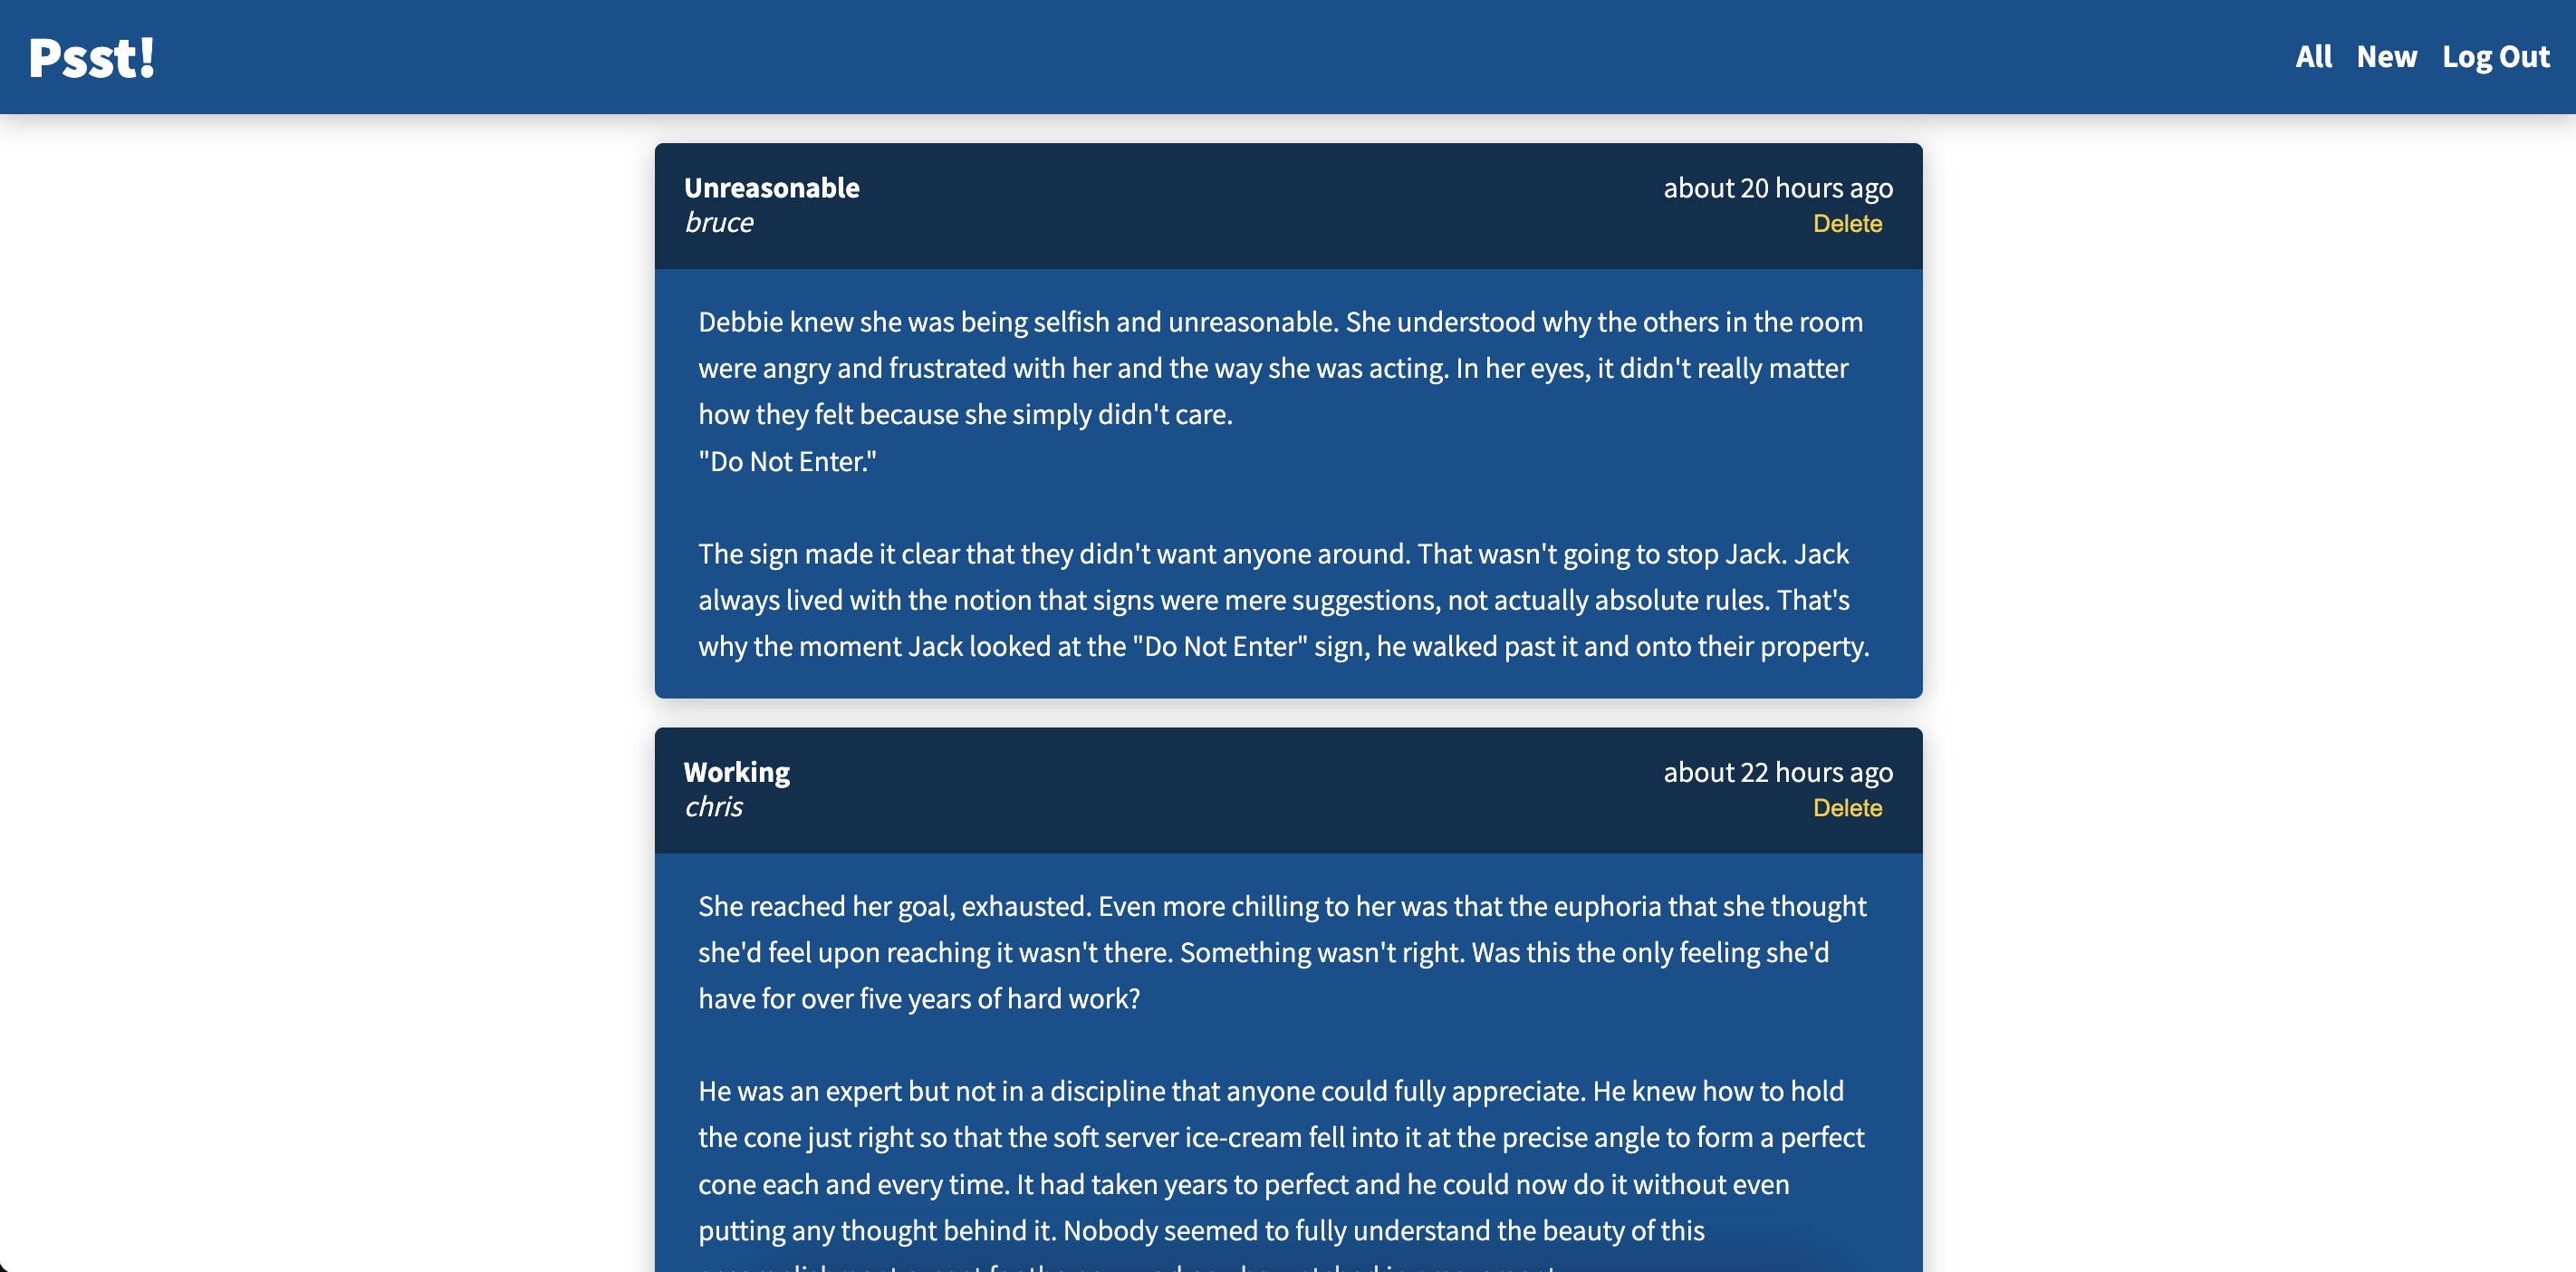 Psst!
All New Log Out
Unreasonable
about 20 hours ago
bruce
Delete
Debbie knew she was being selfish and unreasonable. She understood why the others in the room
were angry and frustrated with her and the way she was acting. In her eyes, it didn't really matter
how they felt because she simply didn't care.
"Do Not Enter."
The sign made it clear that they didn't want anyone around. That wasn't going to stop Jack. Jack
always lived with the notion that signs were mere suggestions, not actually absolute rules. That's
why the moment Jack looked at the "Do Not Enter" sign, he walked past it and onto their property.
Working
about 22 hours ago
chris
Delete
She reached her goal, exhausted. Even more chilling to her was that the euphoria that she thought
she'd feel upon reaching it wasn't there. Something wasn't right. Was this the only feeling she'd
have for over five years of hard work?
He was an expert but not in a discipline that anyone could fully appreciate. He knew how to hold
the cone just right so that the soft server ice-cream fell into it at the precise angle to form a perfect
cone each and every time. It had taken years to perfect and he could now do it without even
putting any thought behind it. Nobody seemed to fully understand the beauty of this